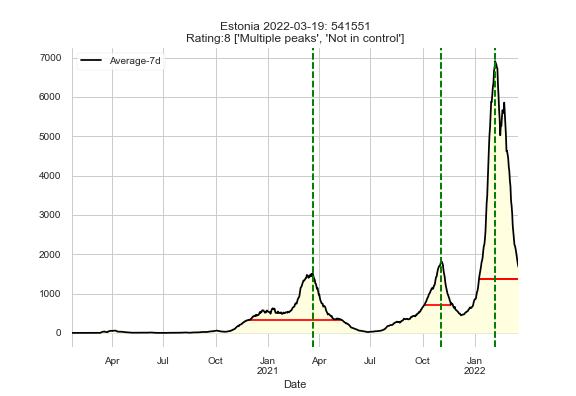 Estonia 2022-03-19: 541551
Rating:8 ['Multiple peaks', 'Not in control']
Average-7d
7000
6000
5000
4000
3000
2000
1000
0
Apr Jul Oct Jan Apr Jul Oct Jan
2021 2022
Date